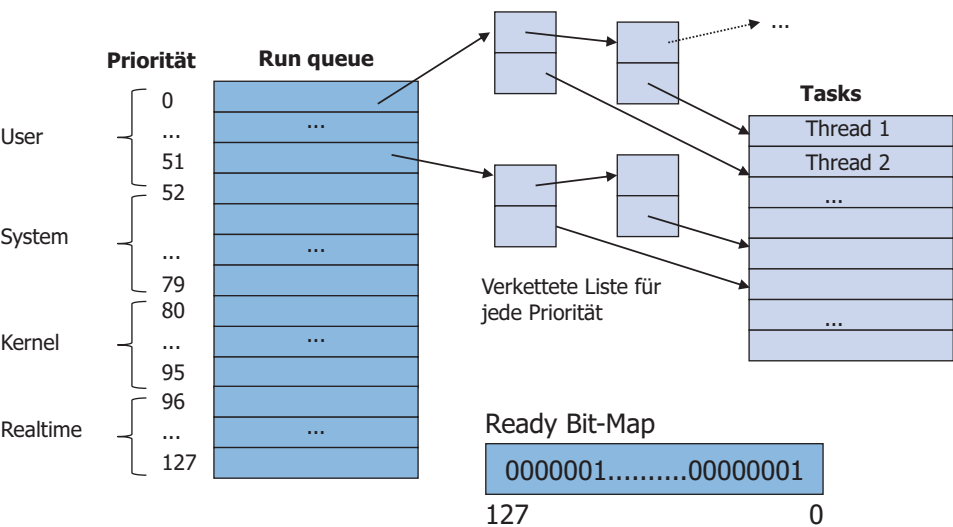 Priorität
Run queue
Tasks
User
0
...
51
System
52
...
79
Kernel
80
...
95
Realtime
96
...
127
...
...
...
...
...
Thread 1
Thread 2
...
...
Verkettete Liste für
jede Priorität
Ready Bit-Map
0000001..........00000001
127 0